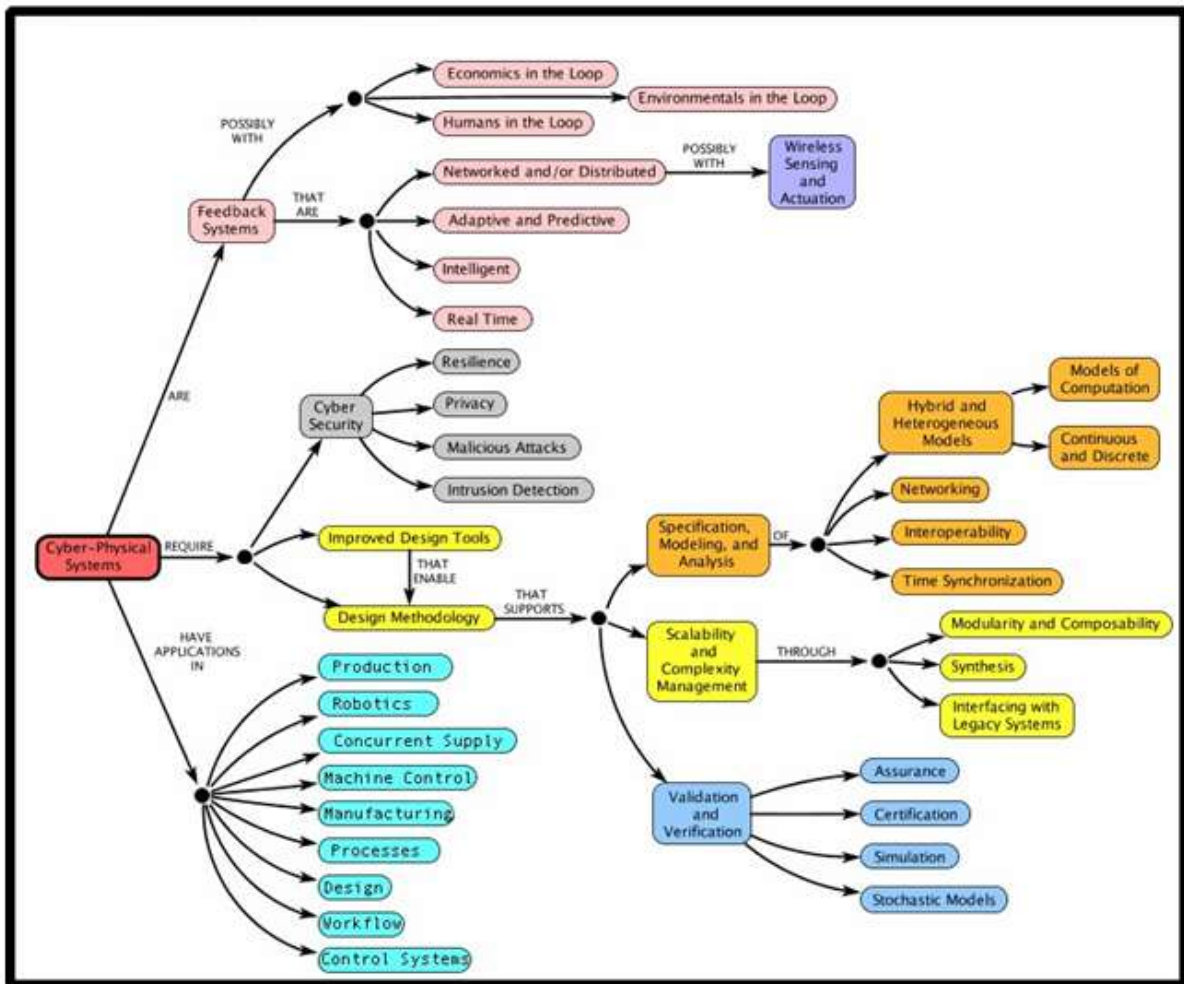 Economics in the Loop
Environmentals in the Loop
Humans in the Loop
POSSIBLY
WITH
Networked and/or Distributed
POSSIBLY
WITH
Wireless
Sensing
and
Actuation
Feedback
Systems
THAT
ARE
Adaptive and Predictive
Intelligent
Real Time
ARE
Cyber
Security
Resilience
Privacy
Malicious Attacks
Intrusion Detection
Cyber-Physical
Systems
REQUIRE
Improved Design Tools
THAT
ENABLE
Design Methodology
THAT
SUPPORTS
Specification,
Modeling, and
Analysis
OF
Hybrid and
Heterogeneous
Models
Models of
Computation
Continuous
and Discrete
Networking
Interoperability
Time Synchronization
Scalability
and
Complexity
Management
THROUGH
Modularity and Composability
Synthesis
Interfacing with
Legacy Systems
Validation
and
Verification
Assurance
Certification
Simulation
Stochastic Models
HAVE
APPLICATIONS
IN
Production
Robotics
Concurrent Supply
Machine Control
Manufacturing
Processes
Design
Workflow
Control Systems